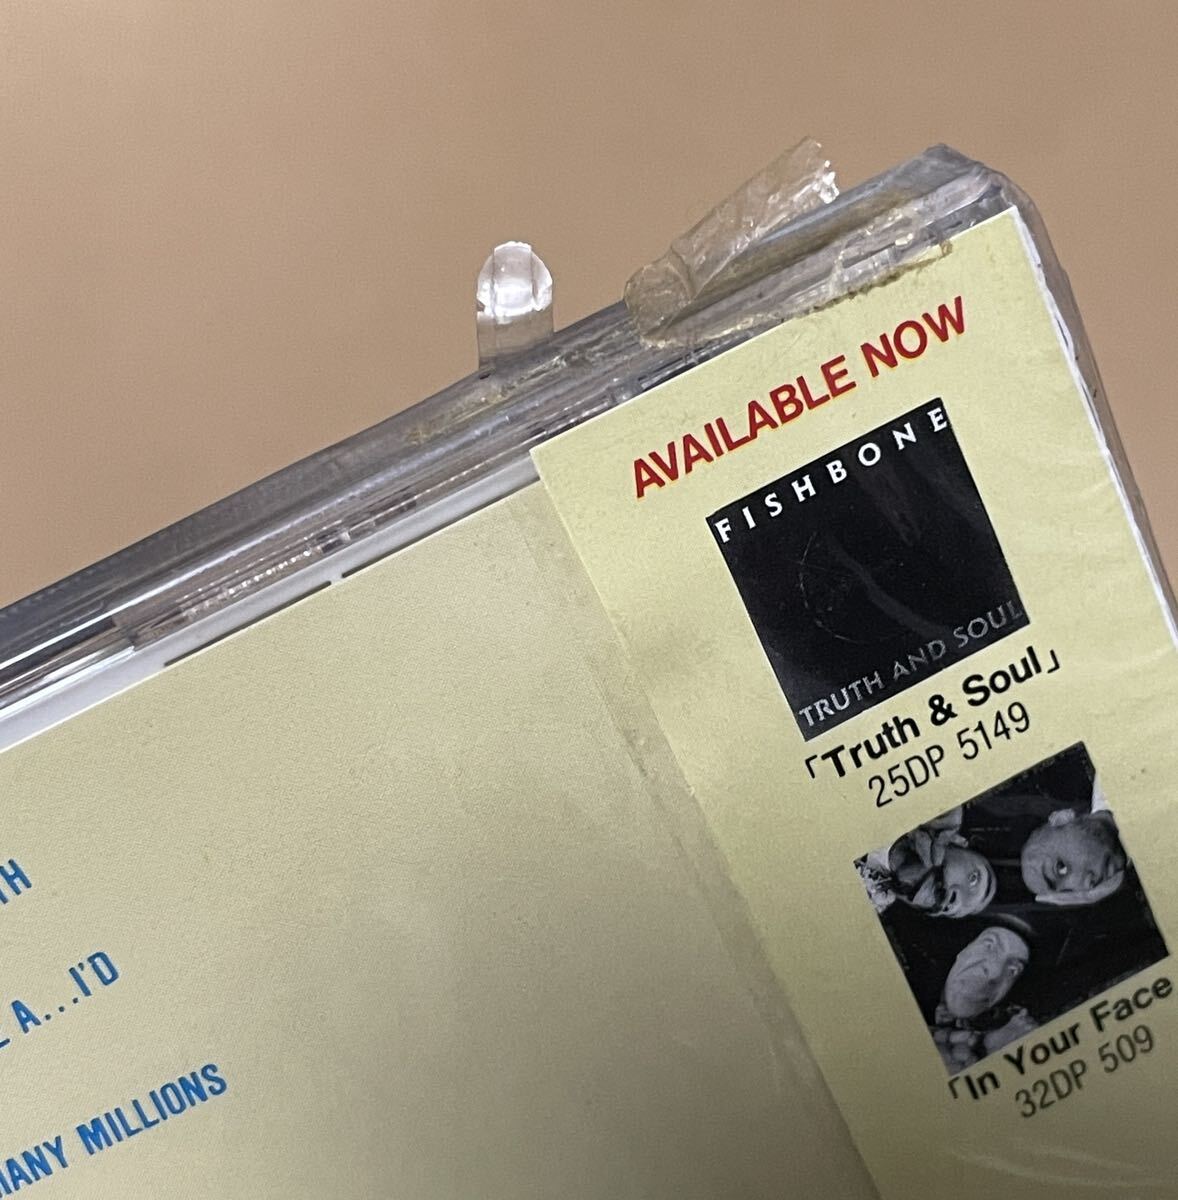 AVAILABLE NOW
FISHBONE
TRUTH AND SOUL
「Truth & Soul」
25DP 5149
「In Your Face
32DP 509
TH
A...I'D
MANY MILLIONS